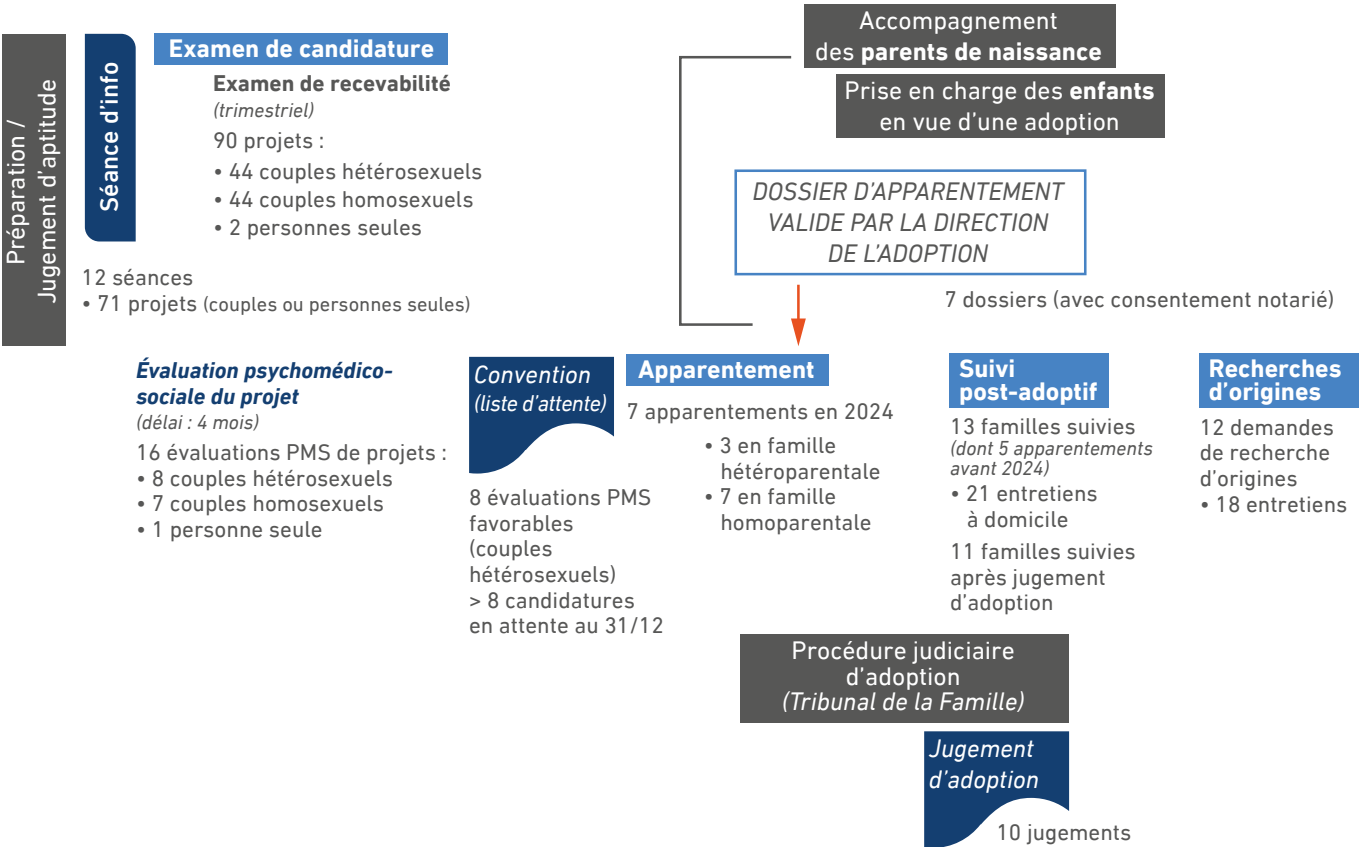 Préparation /
Jugement d'aptitude
Séance d'info
Examen de candidature
Examen de recevabilité
(trimestriel)
90 projets :
• 44 couples hétérosexuels
• 44 couples homosexuels
• 2 personnes seules
12 séances
• 71 projets (couples ou personnes seules)
Accompagnement
des parents de naissance
Prise en charge des enfants
en vue d'une adoption
DOSSIER D'APPARENTEMENT
VALIDE PAR LA DIRECTION
DE L'ADOPTION
7 dossiers (avec consentement notarié)
Évaluation psychomédico-
sociale du projet
(délai : 4 mois)
16 évaluations PMS de projets :
• 8 couples hétérosexuels
• 7 couples homosexuels
• 1 personne seule
Convention
(liste d'attente)
8 évaluations PMS
favorables
(couples
hétérosexuels)
> 8 candidatures
en attente au 31/12
Apparentement
7 apparentements en 2024
• 3 en famille
hétéroparentale
• 7 en famille
homoparentale
Suivi
post-adoptif
13 familles suivies
(dont 5 apparentements
avant 2024)
• 21 entretiens
à domicile
11 familles suivies
après jugement
d'adoption
Recherches
d'origines
12 demandes
de recherche
d'origines
• 18 entretiens
Procédure judiciaire
d'adoption
(Tribunal de la Famille)
Jugement
d'adoption
10 jugements